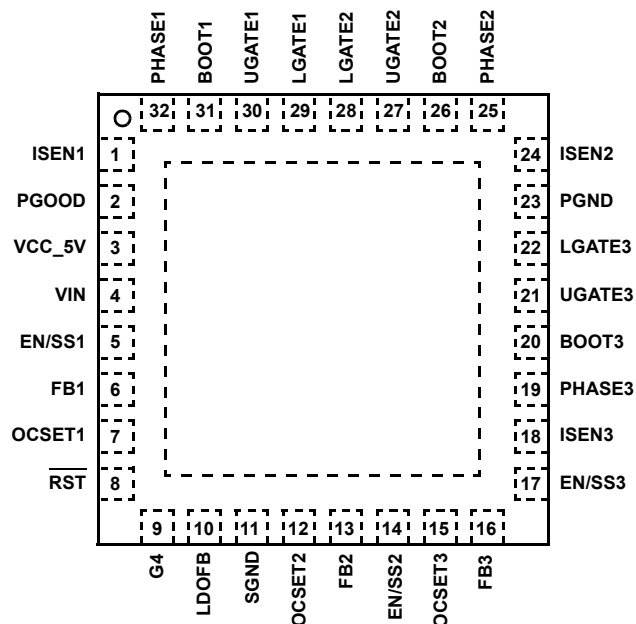 PHASE1 BOOT1 UGATE1 LGATE1 LGATE2 UGATE2 BOOT2 PHASE2
32 31 30 29 28 27 26 25
ISEN1 1 24 ISEN2
PGOOD 2 23 PGND
VCC_5V 3 22 LGATE3
VIN 4 21 UGATE3
EN/SS1 5 20 BOOT3
FB1 6 19 PHASE3
OCSET1 7 18 ISEN3
R̅S̅T̅ 8 17 EN/SS3
9 10 11 12 13 14 15 16
G4 LDOFB SGND OCSET2 FB2 EN/SS2 OCSET3 FB3